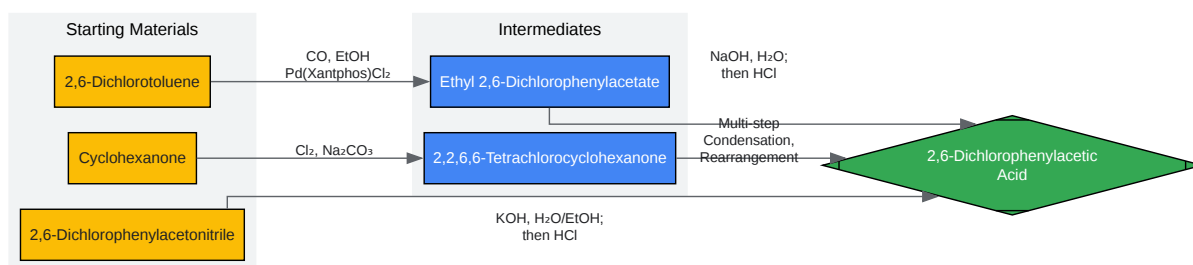 Starting Materials
Intermediates
2,6-Dichlorotoluene
CO, EtOH
Pd(Xantphos)Cl₂
Ethyl 2,6-Dichlorophenylacetate
NaOH, H₂O;
then HCl
Cyclohexanone
Cl₂, Na₂CO₃
2,2,6,6-Tetrachlorocyclohexanone
Multi-step
Condensation,
Rearrangement
2,6-Dichlorophenylacetic
Acid
2,6-Dichlorophenylacetonitrile
KOH, H₂O/EtOH;
then HCl